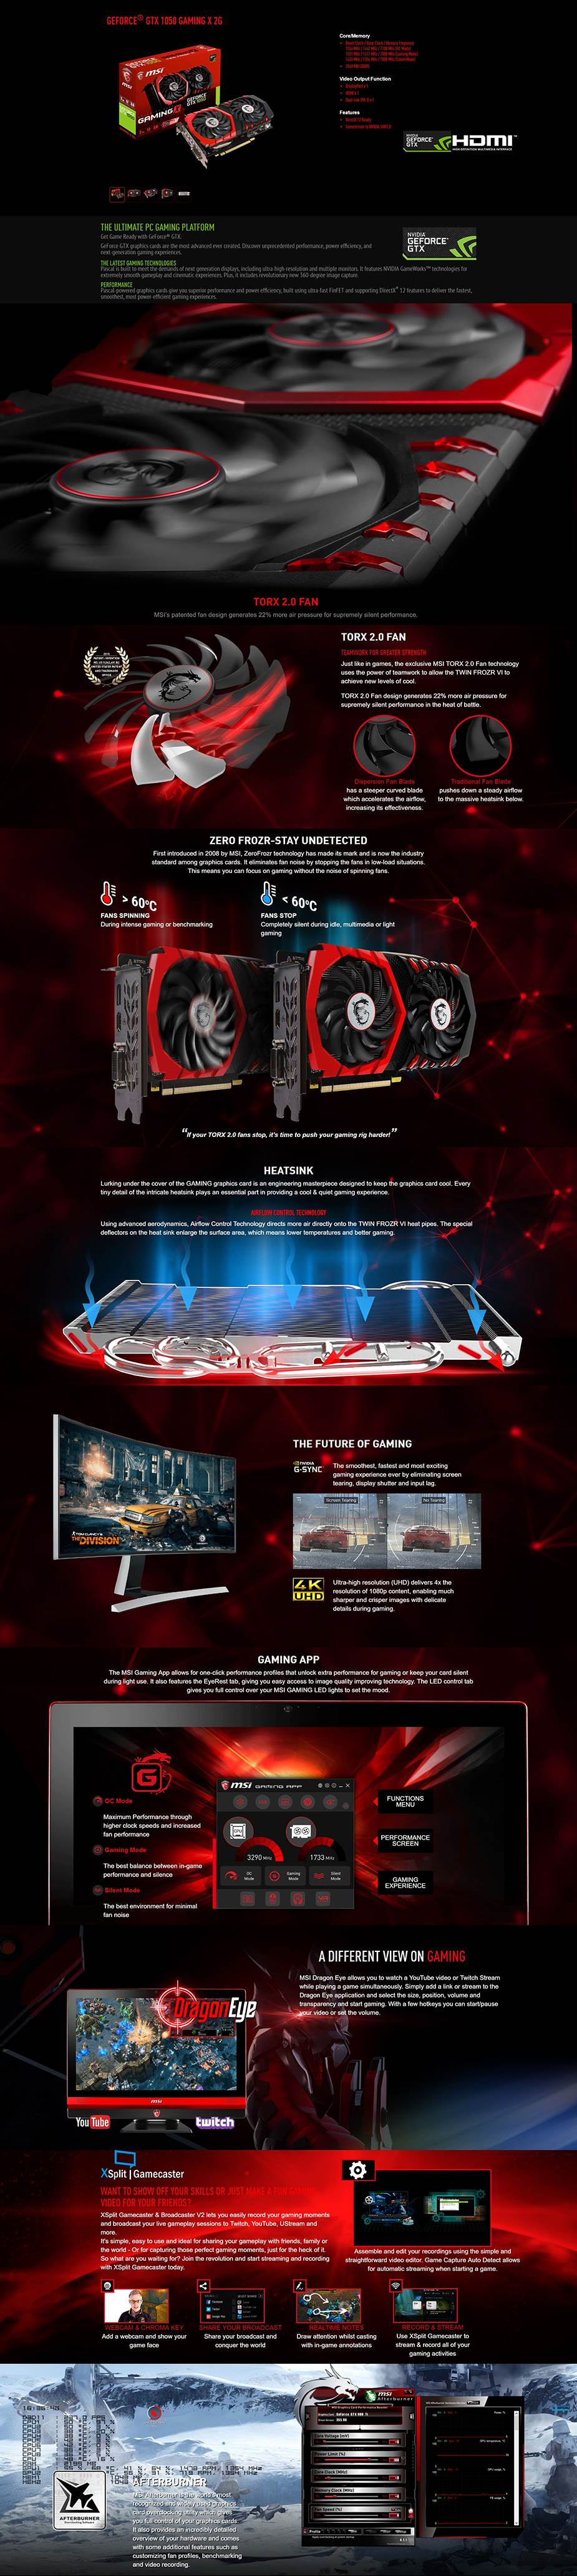 GEFORCE® GTX 1050 GAMING X 2G
Core/Memory
Video Output Function
Features
NVIDIA
GEFORCE
GTX
HDMI™
HIGH-DEFINITION MULTIMEDIA INTERFACE
THE ULTIMATE PC GAMING PLATFORM
Get Game Ready with GeForce® GTX.
GeForce GTX graphics cards are the most advanced ever created. Discover unprecedented performance, power efficiency, and
next-generation gaming experiences.
NVIDIA
GEFORCE
GTX
THE LATEST GAMING TECHNOLOGIES
Pascal is built to meet the demands of next generation displays, including ultra-high-resolution and multiple monitors. It features NVIDIA GameWorks™ technologies for
extremely smooth gameplay and cinematic experiences. Plus, it includes revolutionary new 360-degree image capture.
PERFORMANCE
Pascal-powered graphics cards give you superior performance and power efficiency, built using ultra-fast FinFET and supporting DirectX® 12 features to deliver the fastest,
smoothest, most power efficient gaming experiences.
TORX 2.0 FAN
MSI's patented fan design generates 22% more air pressure for supremely silent performance.
TORX 2.0 FAN
TEAMWORK FOR GREATER STRENGTH
Just like in games, the exclusive MSI TORX 2.0 Fan technology
uses the power of teamwork to allow the TWIN FROZR VI to
achieve new levels of cool.
TORX 2.0 Fan design generates 22% more air pressure for
supremely silent performance in the heat of battle.
Dispersion Fan Blade
has a steeper curved blade
which accelerates the airflow,
increasing its effectiveness.
Traditional Fan Blade
pushes down a steady airflow
to the massive heatsink below.
ZERO FROZR-STAY UNDETECTED
First introduced in 2008 by MSI, ZeroFrozr technology has made its mark and is now the industry
standard among graphics cards. It eliminates fan noise by stopping the fans in low-load situations.
This means you can focus on gaming without the noise of spinning fans.
> 60°C
FANS SPINNING
During intense gaming or benchmarking
< 60°C
FANS STOP
Completely silent during idle, multimedia or light
gaming
“If your TORX 2.0 fans stop, it's time to push your gaming rig harder!”
HEATSINK
Lurking under the cover of the GAMING graphics card is an engineering masterpiece designed to keep the graphics card cool. Every
tiny detail of the intricate heatsink plays an essential part in providing a cool & quiet gaming experience.
AIRFLOW CONTROL TECHNOLOGY
Using advanced aerodynamics, Airflow Control Technology directs more air directly onto the TWIN FROZR VI heat pipes. The special
deflectors on the heat sink enlarge the surface area, which means lower temperatures and better gaming.
TOM CLANCY'S
THE DIVISION
THE FUTURE OF GAMING
NVIDIA
G-SYNC
The smoothest, fastest and most exciting
gaming experience ever by eliminating screen
tearing, display shutter and input lag.
Screen Tearing
No Tearing
4K
UHD
Ultra-high resolution (UHD) delivers 4x the
resolution of 1080p content, enabling much
sharper and crisper images with delicate
details during gaming.
GAMING APP
The MSI Gaming App allows for one-click performance profiles that unlock extra performance for gaming or keep your card silent
during light use. It also features the EyeRest tab, giving you easy access to image quality improving technology. The LED control tab
gives you full control over your MSI GAMING LED lights to set the mood.
G
OC Mode
Maximum Performance through
higher clock speeds and increased
fan performance
Gaming Mode
The best balance between in-game
performance and silence
Silent Mode
The best environment for minimal
fan noise
msi GAMING APP
3290 MHz
1733 MHz
OC
Mode
Gaming
Mode
Silent
Mode
FUNCTIONS
MENU
PERFORMANCE
SCREEN
GAMING
EXPERIENCE
A DIFFERENT VIEW ON GAMING
MSI Dragon Eye allows you to watch a YouTube video or Twitch Stream
while playing a game simultaneously. Simply add a link or stream to the
Dragon Eye application and select the size, position, volume and
transparency and start gaming. With a few hotkeys you can start/pause
your video or set the volume.
DragonEye
msi
YouTube
twitch
XSplit | Gamecaster
WANT TO SHOW OFF YOUR SKILLS OR JUST MAKE A FUN GAMING
VIDEO FOR YOUR FRIENDS?
XSplit Gamecaster & Broadcaster V2 lets you easily record your gaming moments
and broadcast your live gameplay sessions to Twitch, YouTube, UStream and
more.
It's simple, easy to use and ideal for sharing your gameplay with friends, family or
the world - Or for capturing those perfect gaming moments, just for the heck of it.
So what are you waiting for? Join the revolution and start streaming and recording
with XSplit Gamecaster today.
Assemble and edit your recordings using the simple and
straightforward video editor. Game Capture Auto Detect allows
for automatic streaming when starting a game.
WEBCAM & CHROMA KEY
Add a webcam and show your
game face
SHARE YOUR BROADCAST
Share your broadcast and
conquer the world
REALTIME NOTES
Draw attention whilst casting
with in-game annotations
RECORD & STREAM
Use XSplit Gamecaster to
stream & record all of your
gaming activities
AFTERBURNER
AFTERBURNER
MSI Afterburner is the world's most
recognized and widely used graphics
card overclocking utility which gives
you full control of your graphics cards.
It also provides an incredibly detailed
overview of your hardware and comes
with some additional features such as
customizing fan profiles, benchmarking
and video recording.
msi
Afterburner
Core Voltage (mV)
Power Limit (%)
Core Clock (MHz)
Memory Clock (MHz)
Fan Speed (%)